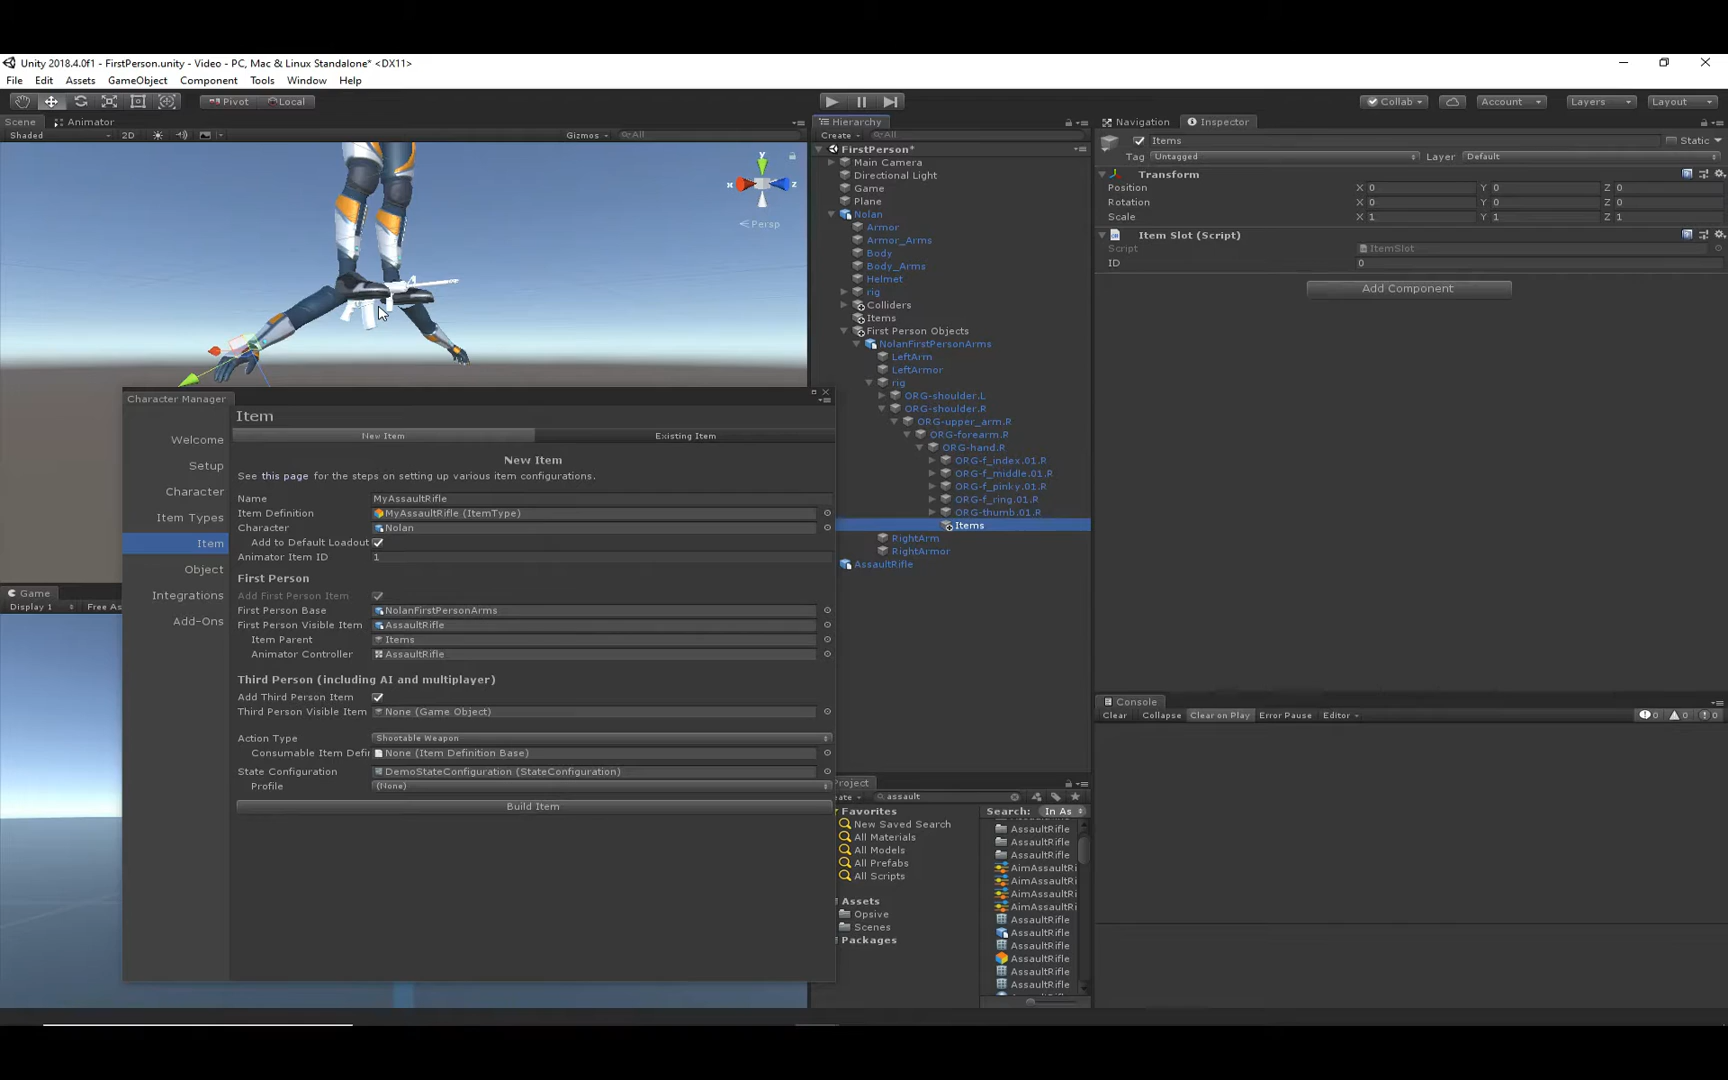 Unity 2018.4.0f1 - FirstPerson.unity - Video - PC, Mac & Linux Standalone* <DX11>
File Edit Assets GameObject Component Tools Window Help
Pivot Local
Collab Account Layers Layout
Scene Animator
Shaded 2D Gizmos All
y
x z
Persp
Hierarchy
Create All
FirstPerson*
Main Camera
Directional Light
Game
Plane
Nolan
Armor
Armor_Arms
Body
Body_Arms
Helmet
rig
Colliders
Items
First Person Objects
NolanFirstPersonArms
LeftArm
LeftArmor
rig
ORG-shoulder.L
ORG-shoulder.R
ORG-upper_arm.R
ORG-forearm.R
ORG-hand.R
ORG-f_index.01.R
ORG-f_middle.01.R
ORG-f_pinky.01.R
ORG-f_ring.01.R
ORG-thumb.01.R
Items
RightArm
RightArmor
AssaultRifle
Navigation Inspector
Items Static
Tag Untagged Layer Default
Transform
Position X 0 Y 0 Z 0
Rotation X 0 Y 0 Z 0
Scale X 1 Y 1 Z 1
Item Slot (Script)
Script ItemSlot
ID 0
Add Component
Console
Clear Collapse Clear on Play Error Pause Editor 0 0 0
Game
Display 1 Free As
Character Manager
Welcome
Setup
Character
Item Types
Item
Object
Integrations
Add-Ons
Item
New Item Existing Item
New Item
See this page for the steps on setting up various item configurations.
Name MyAssaultRifle
Item Definition MyAssaultRifle (ItemType)
Character Nolan
Add to Default Loadout
Animator Item ID 1
First Person
Add First Person Item
First Person Base NolanFirstPersonArms
First Person Visible Item AssaultRifle
Item Parent Items
Animator Controller AssaultRifle
Third Person (including AI and multiplayer)
Add Third Person Item
Third Person Visible Item None (Game Object)
Action Type Shootable Weapon
Consumable Item Defi None (Item Definition Base)
State Configuration DemoStateConfiguration (StateConfiguration)
Profile (None)
Build Item
Project
ate assault
Favorites
New Saved Search
All Materials
All Models
All Prefabs
All Scripts
Assets
Opsive
Scenes
Packages
Search: In As
AssaultRifle
AssaultRifle
AssaultRifle
AimAssaultRi
AimAssaultRi
AimAssaultRi
AimAssaultRi
AssaultRifle
AssaultRifle
AssaultRifle
AssaultRifle
AssaultRifle
AssaultRifle